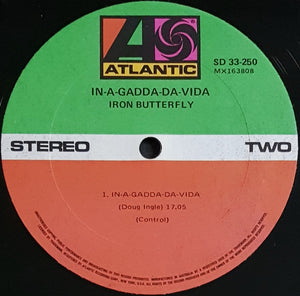 ATLANTIC
SD 33-250
MX163808
IN-A-GADDA-DA-VIDA
IRON BUTTERFLY
STEREO
TWO
1. IN-A-GADDA-DA-VIDA
(Doug Ingle) 17.05
(Control)